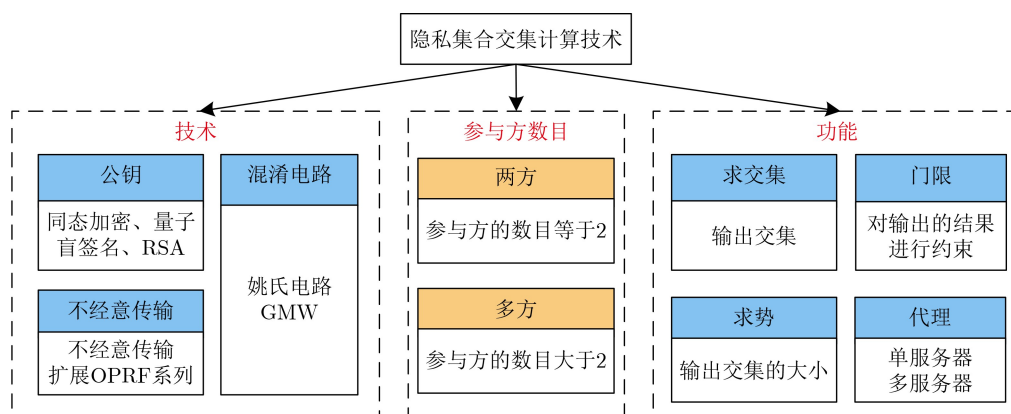 隐私集合交集计算技术
技术
公钥
同态加密、量子
盲签名、RSA
混淆电路
姚氏电路
GMW
不经意传输
不经意传输
扩展OPRF系列
参与方数目
两方
参与方的数目等于2
多方
参与方的数目大于2
功能
求交集
输出交集
门限
对输出的结果
进行约束
求势
输出交集的大小
代理
单服务器
多服务器